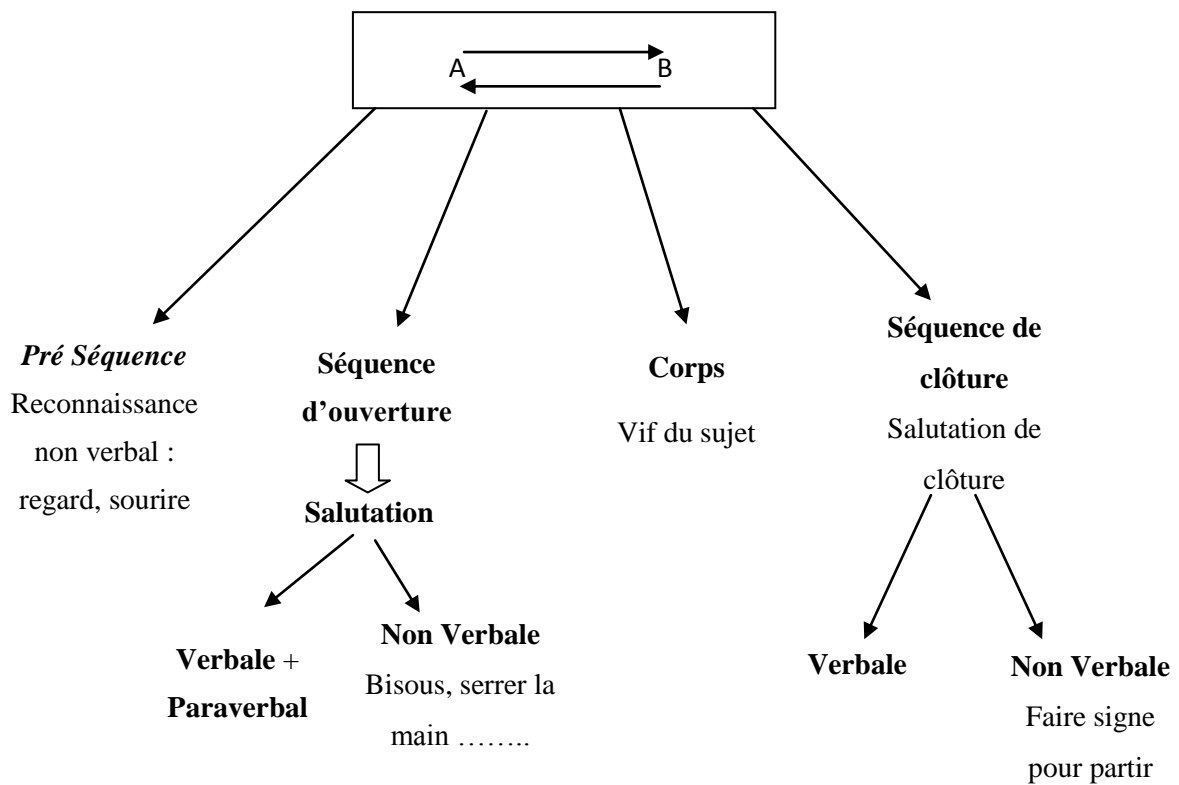 A B
Pré Séquence
Reconnaissance
non verbal :
regard, sourire
Séquence
d’ouverture
Salutation
Verbale +
Paraverbal
Non Verbale
Bisous, serrer la
main ……..
Corps
Vif du sujet
Séquence de
clôture
Salutation de
clôture
Verbale
Non Verbale
Faire signe
pour partir